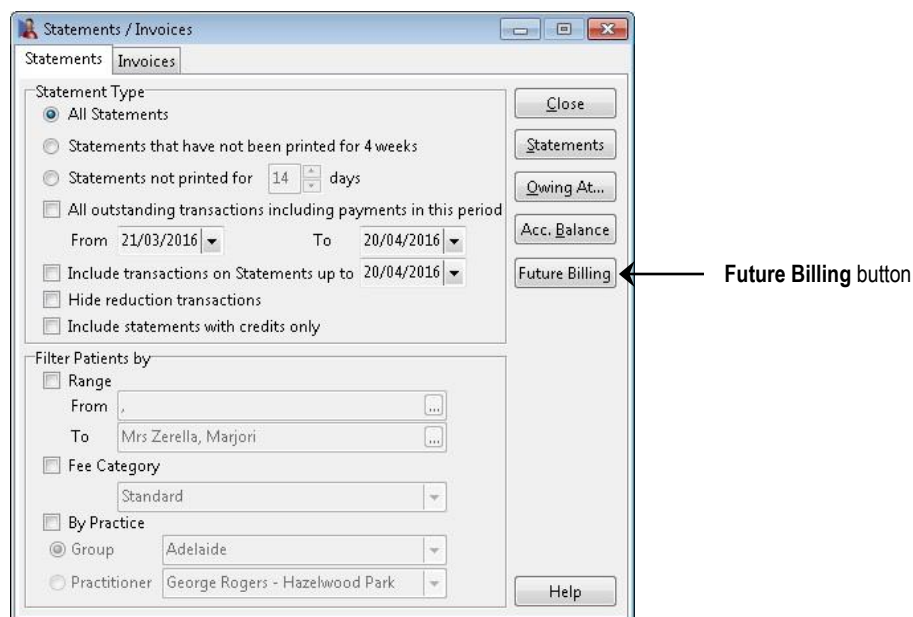 Statements / Invoices
Statements Invoices
Statement Type
All Statements
Statements that have not been printed for 4 weeks
Statements not printed for 14 days
All outstanding transactions including payments in this period
From 21/03/2016 To 20/04/2016
Include transactions on Statements up to 20/04/2016
Hide reduction transactions
Include statements with credits only
Close
Statements
Owing At...
Acc. Balance
Future Billing
Future Billing button
Filter Patients by
Range
From , ...
To Mrs Zerella, Marjori ...
Fee Category
Standard
By Practice
Group Adelaide
Practitioner George Rogers - Hazelwood Park
Help